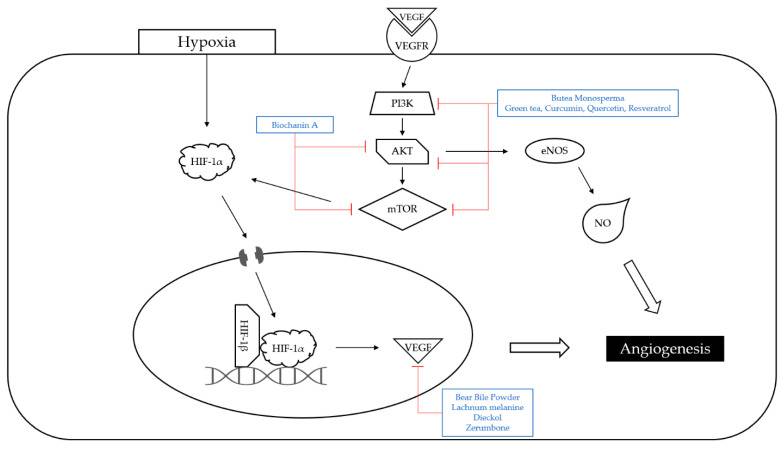 VEGF
VEGFR
Hypoxia
PI3K
Butea Monosperma
Green tea, Curcumin, Quercetin, Resveratrol
Biochanin A
AKT
eNOS
HIF-1α
mTOR
NO
HIF-1β
HIF-1α
VEGF
Angiogenesis
Bear Bile Powder
Lachnum melanine
Dieckol
Zerumbone